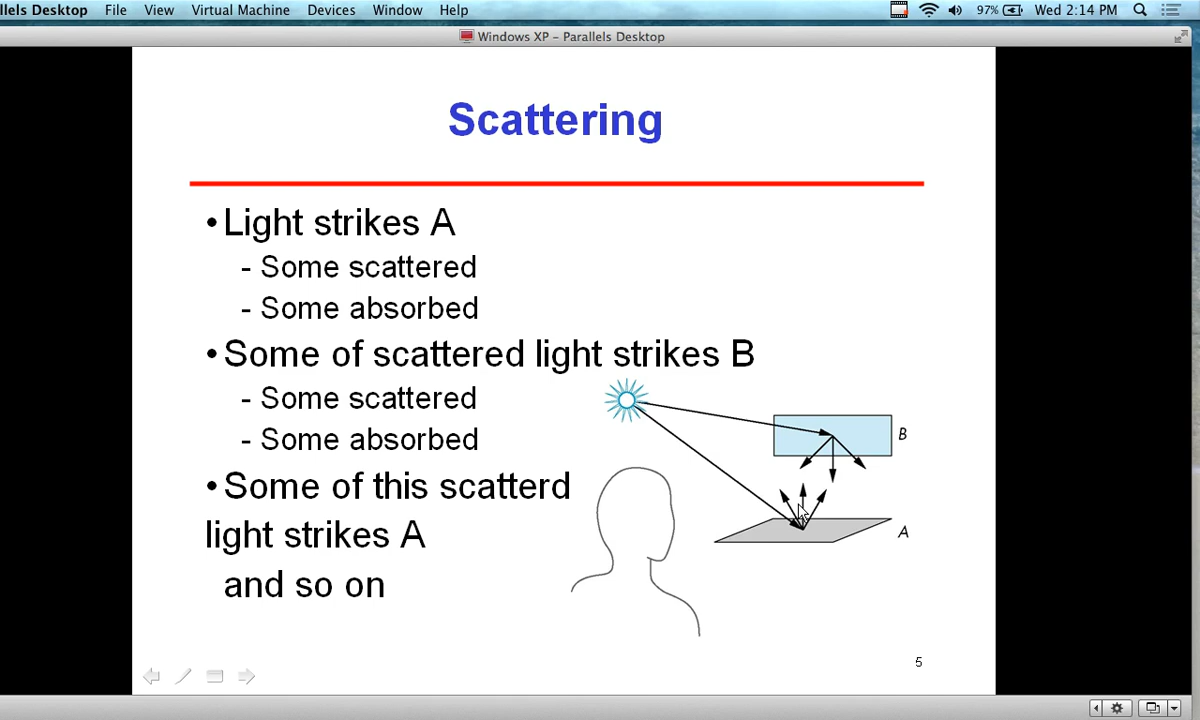 llels Desktop File View Virtual Machine Devices Window Help 97% Wed 2:14 PM
Windows XP - Parallels Desktop
Scattering
•Light strikes A
- Some scattered
- Some absorbed
•Some of scattered light strikes B
- Some scattered
- Some absorbed
B
•Some of this scatterd
light strikes A
A
and so on
5